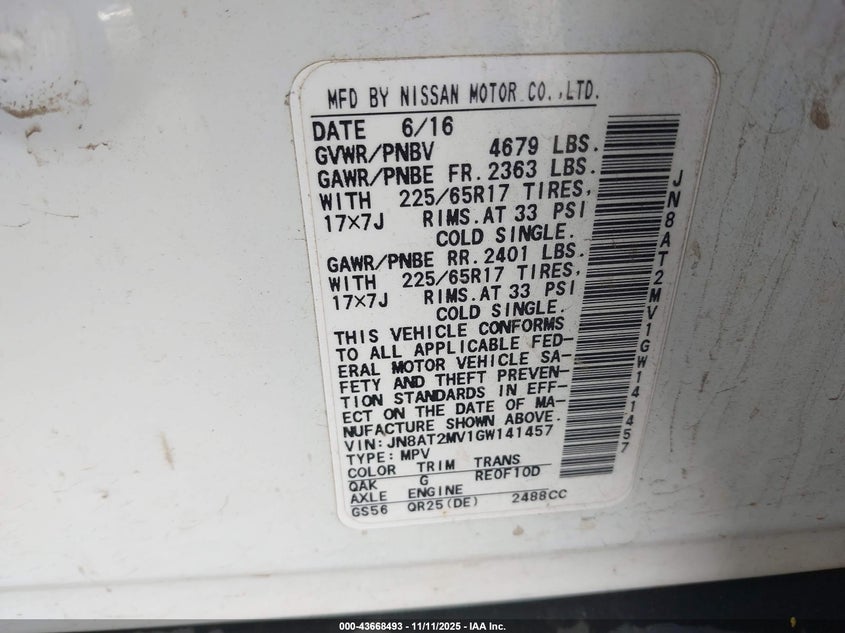 MFD BY NISSAN MOTOR CO.,LTD.
DATE 6/16
GVWR/PNBV 4679 LBS.
GAWR/PNBE FR. 2363 LBS.
WITH 225/65R17 TIRES,
17×7J RIMS.AT 33 PSI
COLD SINGLE.
GAWR/PNBE RR. 2401 LBS.
WITH 225/65R17 TIRES,
17×7J RIMS.AT 33 PSI
COLD SINGLE.
THIS VEHICLE CONFORMS
TO ALL APPLICABLE FED-
ERAL MOTOR VEHICLE SA-
FETY AND THEFT PREVEN-
TION STANDARDS IN EFF-
ECT ON THE DATE OF MA-
NUFACTURE SHOWN ABOVE.
VIN: JN8AT2MV1GW141457
TYPE: MPV
COLOR TRIM TRANS
QAK G RE0F10D
AXLE ENGINE
GS56 QR25(DE) 2488CC
JN8AT2MV1GW141457
000-43668493 - 11/11/2025 - IAA Inc.